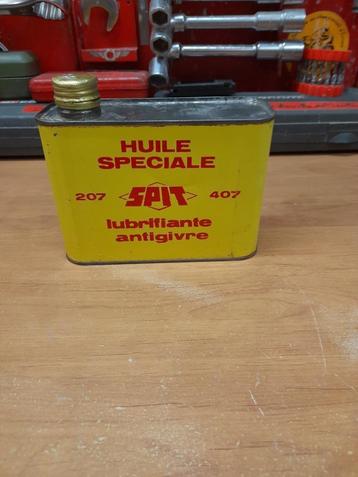 HUILE
SPECIALE
207 SPIT 407
lubrifiante
antigivre